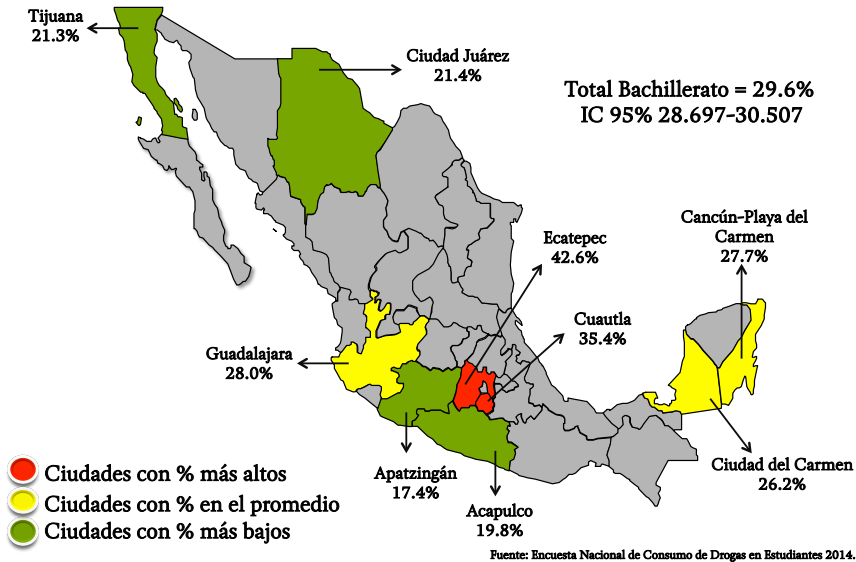 Tijuana
21.3%
Ciudad Juárez
21.4%
Total Bachillerato = 29.6%
IC 95% 28.697-30.507
Cancún-Playa del
Carmen
27.7%
Ecatepec
42.6%
Cuautla
35.4%
Guadalajara
28.0%
Ciudad del Carmen
26.2%
Apatzingán
17.4%
Acapulco
19.8%
Ciudades con % más altos
Ciudades con % en el promedio
Ciudades con % más bajos
Fuente: Encuesta Nacional de Consumo de Drogas en Estudiantes 2014.